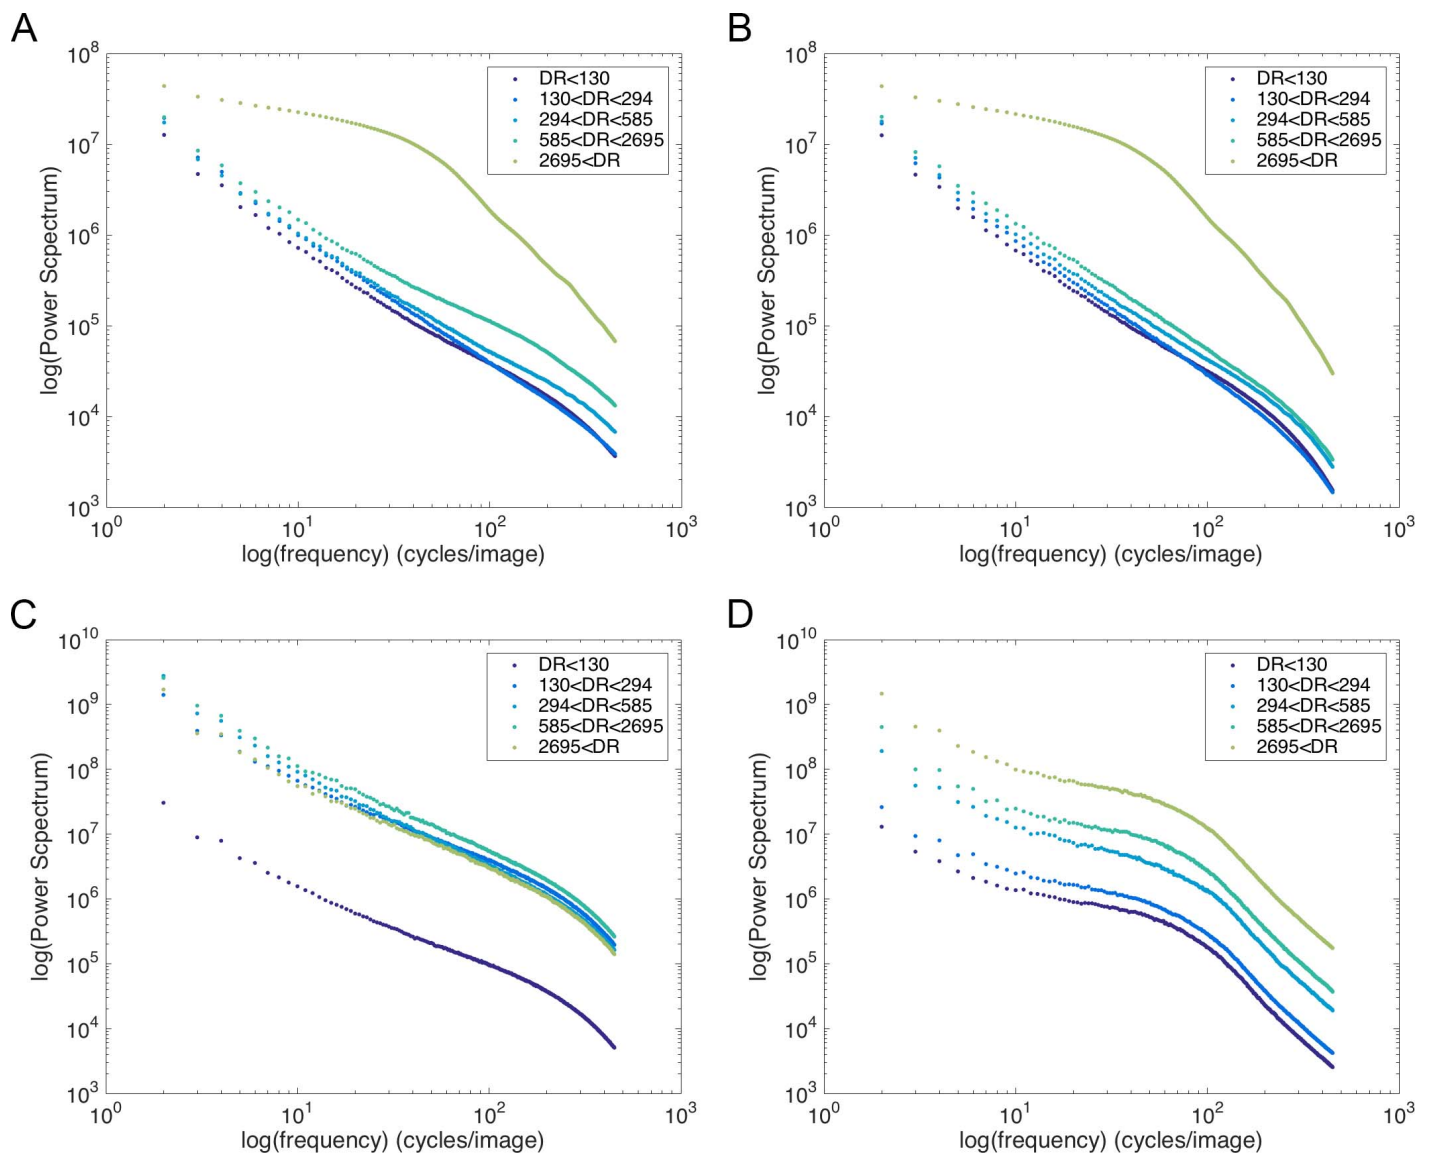 A
10^8
10^7
10^6
10^5
10^4
10^3
log(Power Scpectrum)
DR<130
130<DR<294
294<DR<585
585<DR<2695
2695<DR
10^0
10^1
10^2
10^3
log(frequency) (cycles/image)
B
10^8
10^7
10^6
10^5
10^4
10^3
log(Power Scpectrum)
DR<130
130<DR<294
294<DR<585
585<DR<2695
2695<DR
10^0
10^1
10^2
10^3
log(frequency) (cycles/image)
C
10^10
10^9
10^8
10^7
10^6
10^5
10^4
10^3
log(Power Scpectrum)
DR<130
130<DR<294
294<DR<585
585<DR<2695
2695<DR
10^0
10^1
10^2
10^3
log(frequency) (cycles/image)
D
10^10
10^9
10^8
10^7
10^6
10^5
10^4
10^3
log(Power Scpectrum)
DR<130
130<DR<294
294<DR<585
585<DR<2695
2695<DR
10^0
10^1
10^2
10^3
log(frequency) (cycles/image)